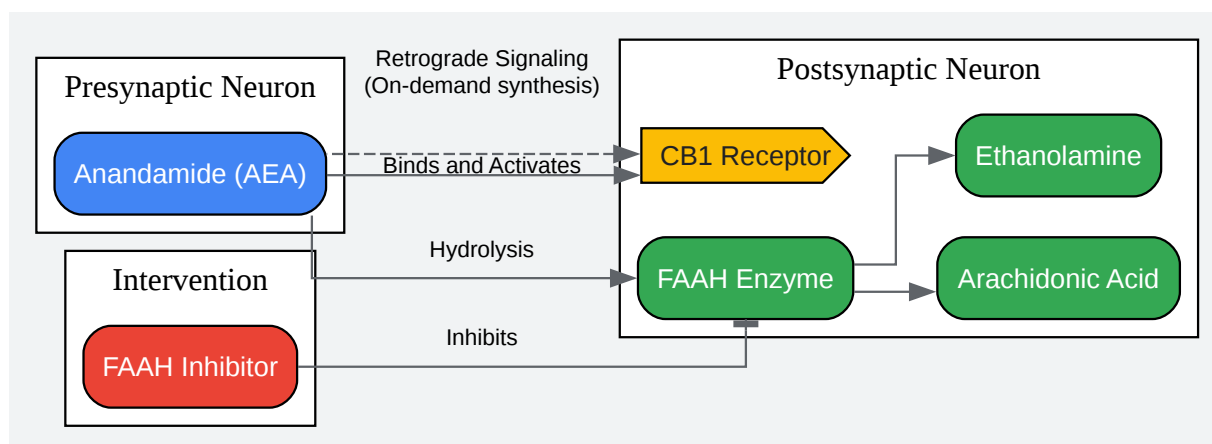 Retrograde Signaling
(On-demand synthesis)
Presynaptic Neuron
Postsynaptic Neuron
Anandamide (AEA)
Binds and Activates
CB1 Receptor
Ethanolamine
Hydrolysis
Intervention
FAAH Enzyme
Arachidonic Acid
Inhibits
FAAH Inhibitor